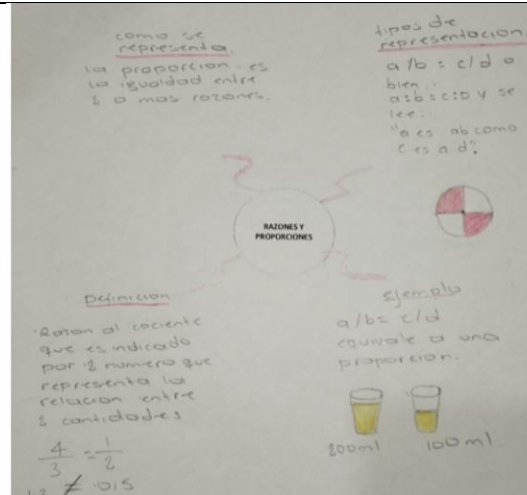 como se
representa.
la proporcion es
la igualdad entre
2 o mas razones.
tipos de
representacion.
a/b = c/d o
bien..
a:b = c:D y se
lee.
"a es ab como
c es a d".
RAZONES Y
PROPORCIONES
Definicion
Razon al cociente
que es indicado
por 2 numero que
representa la
relacion entre
2 cantidades
4/3 = 1/2
≠ 0.5
Ejemplo
a/b = c/d
equivale a una
proporcion.
200ml 100ml